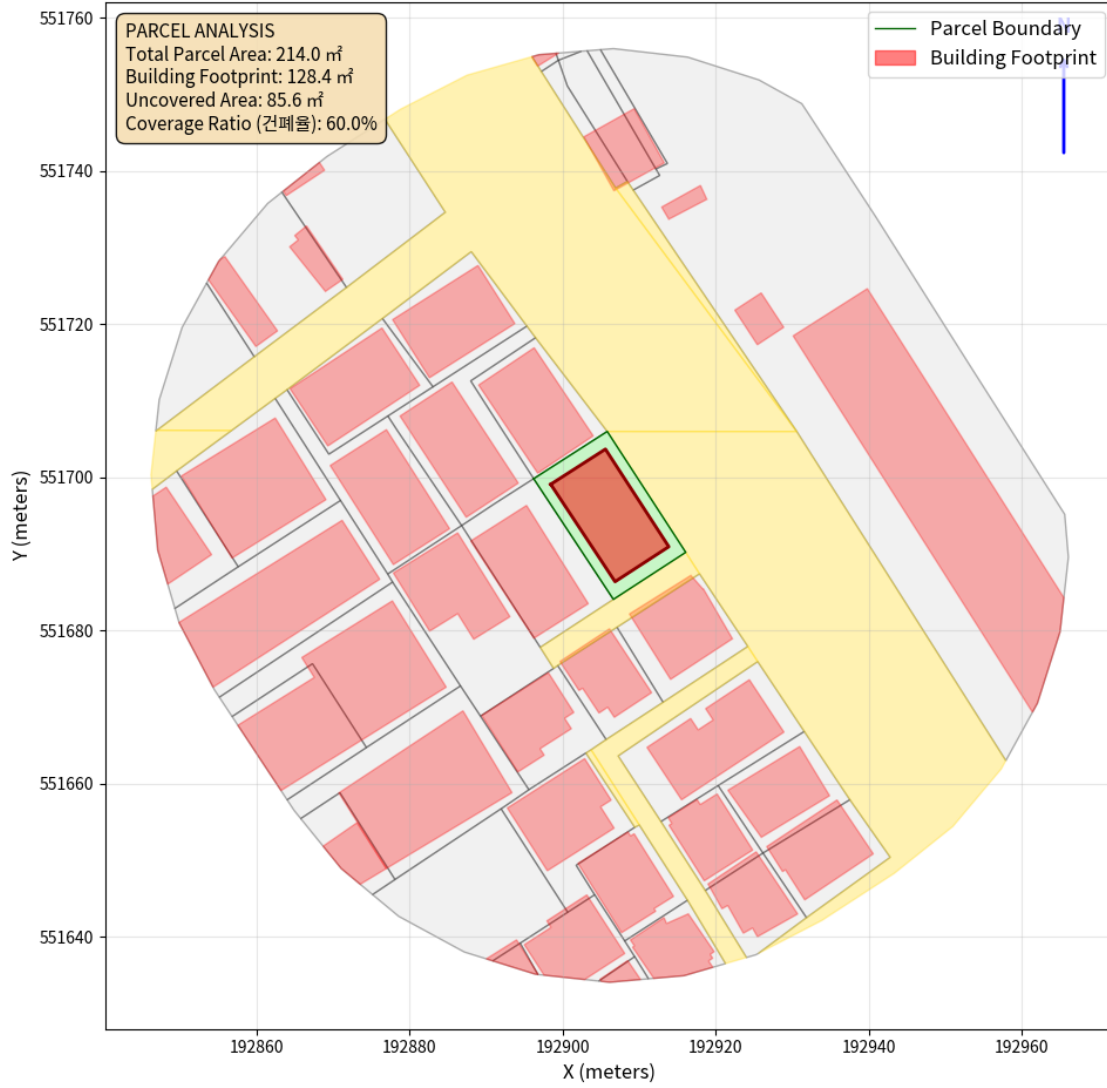 PARCEL ANALYSIS
Total Parcel Area: 214.0 ㎡
Building Footprint: 128.4 ㎡
Uncovered Area: 85.6 ㎡
Coverage Ratio (건폐율): 60.0%
Parcel Boundary
Building Footprint
N
551760
551740
551720
551700
551680
551660
551640
Y (meters)
192860
192880
192900
192920
192940
192960
X (meters)